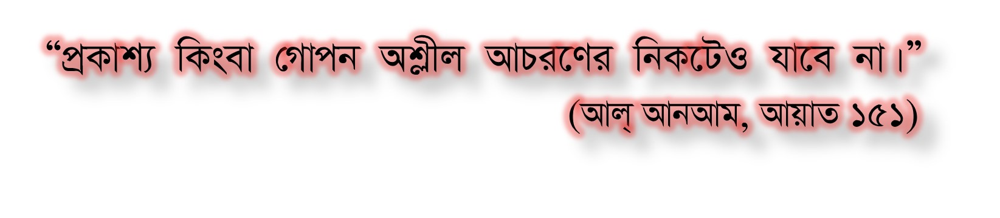 “প্রকাশ্য কিংবা গোপন অশ্লীল আচরণের নিকটেও যাবে না।”
(আল্ আনআম, আয়াত ১৫১)